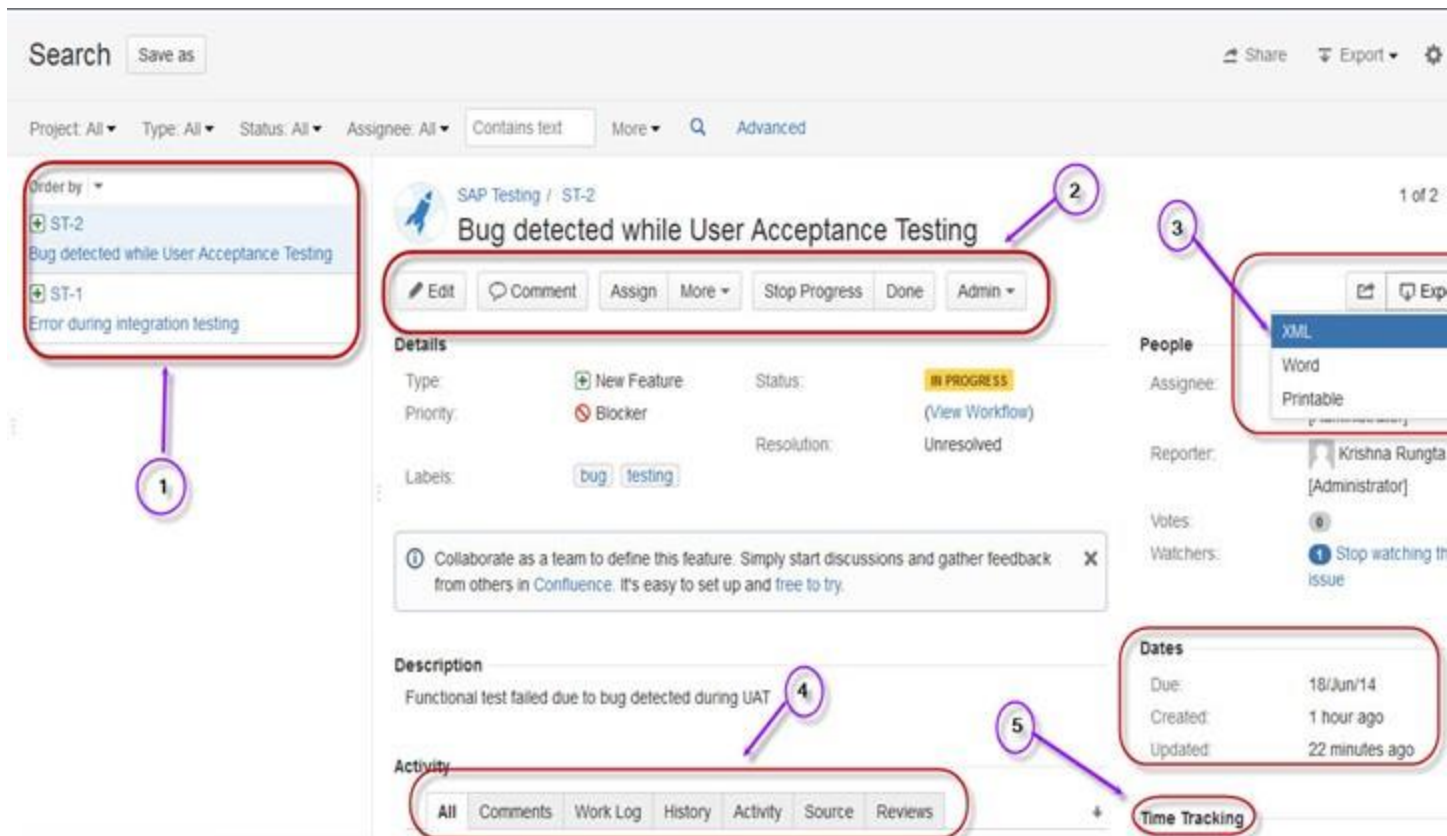 Search
Save as
Share
Export
Project: All
Type: All
Status: All
Assignee: All
Contains text
More
Advanced
Order by
ST-2
Bug detected while User Acceptance Testing
ST-1
Error during integration testing
1
SAP Testing / ST-2
Bug detected while User Acceptance Testing
2
1 of 2
3
Edit
Comment
Assign
More
Stop Progress
Done
Admin
Expo
XML
Word
Printable
Details
Type:
New Feature
Status:
IN PROGRESS
Priority:
Blocker
(View Workflow)
Resolution:
Unresolved
Labels:
bug
testing
People
Assignee:
Reporter:
Krishna Rungta
[Administrator]
Votes:
0
Watchers:
1
Stop watching th
issue
Collaborate as a team to define this feature. Simply start discussions and gather feedback
from others in Confluence. It's easy to set up and free to try.
Description
Functional test failed due to bug detected during UAT
4
5
Dates
Due:
18/Jun/14
Created:
1 hour ago
Updated:
22 minutes ago
Activity
All
Comments
Work Log
History
Activity
Source
Reviews
Time Tracking